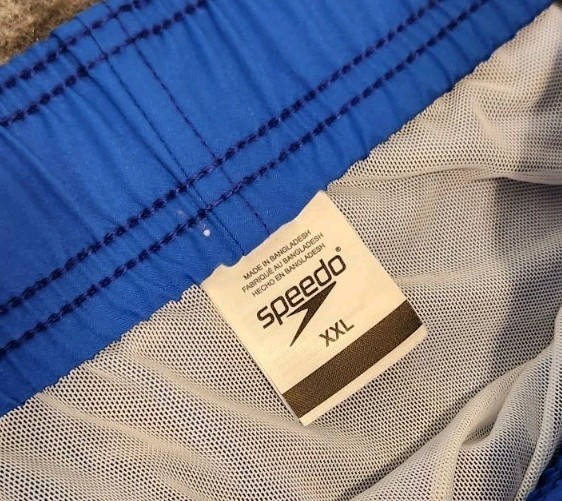 MADE IN BANGLADESH
FABRIQUÉ AU BANGLADESH
HECHO EN BANGLADESH
speedo®
XXL